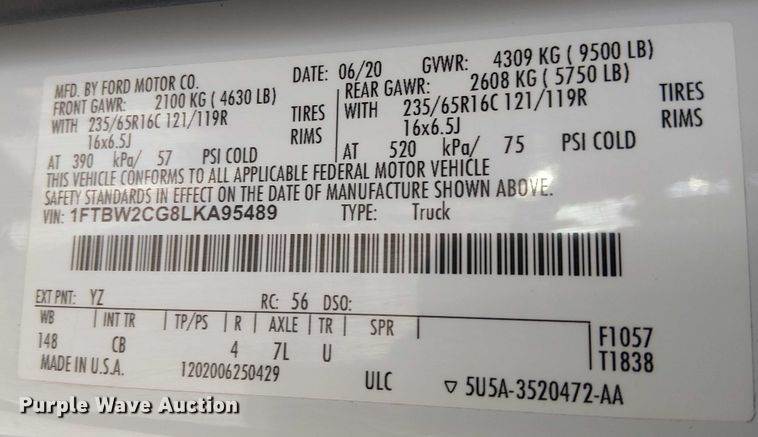 MFD. BY FORD MOTOR CO. DATE: 06/20 GVWR: 4309 KG ( 9500 LB)
FRONT GAWR: 2100 KG ( 4630 LB) REAR GAWR: 2608 KG ( 5750 LB)
WITH 235/65R16C 121/119R TIRES WITH 235/65R16C 121/119R TIRES
16x6.5J RIMS 16x6.5J RIMS
AT 390 kPa/ 57 PSI COLD AT 520 kPa/ 75 PSI COLD
THIS VEHICLE CONFORMS TO ALL APPLICABLE FEDERAL MOTOR VEHICLE
SAFETY STANDARDS IN EFFECT ON THE DATE OF MANUFACTURE SHOWN ABOVE.
VIN: 1FTBW2CG8LKA95489 TYPE: Truck
EXT PNT: YZ RC: 56 DSO:
WB | INT TR | TP/PS | R | AXLE | TR | SPR | F1057
148 CB 4 7L U T1838
MADE IN U.S.A. 1202006250429 ULC ▽ 5U5A-3520472-AA
Purple Wave Auction